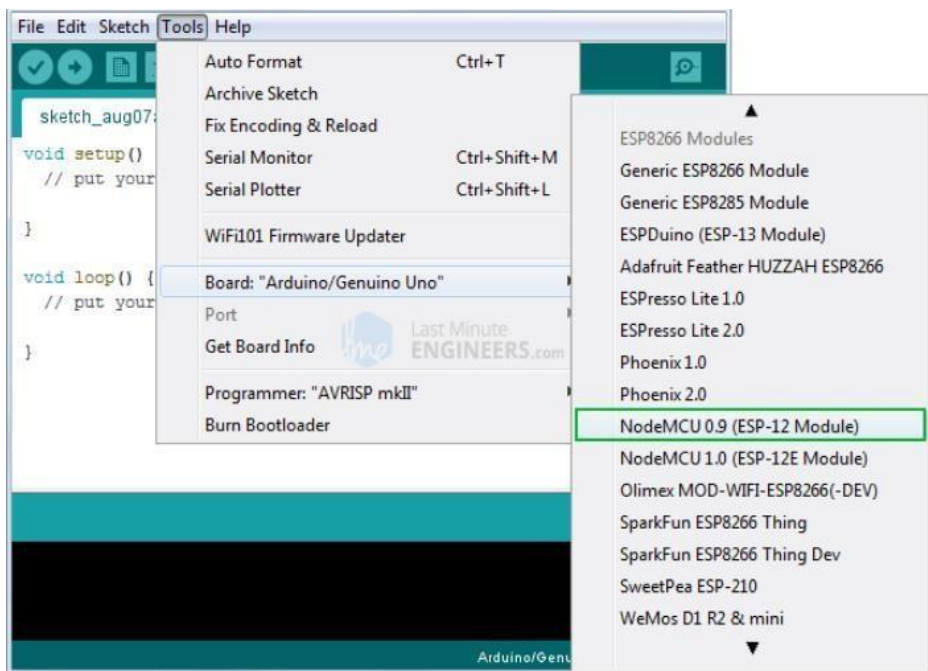 File Edit Sketch Tools Help
sketch_aug07a
void setup()
// put your
}
void loop() {
// put your
}
Auto Format Ctrl+T
Archive Sketch
Fix Encoding & Reload
Serial Monitor Ctrl+Shift+M
Serial Plotter Ctrl+Shift+L
WiFi101 Firmware Updater
Board: "Arduino/Genuino Uno"
Port
Get Board Info
Programmer: "AVRISP mkII"
Burn Bootloader
Last Minute
ENGINEERS.com
ESP8266 Modules
Generic ESP8266 Module
Generic ESP8285 Module
ESPDuino (ESP-13 Module)
Adafruit Feather HUZZAH ESP8266
ESPresso Lite 1.0
ESPresso Lite 2.0
Phoenix 1.0
Phoenix 2.0
NodeMCU 0.9 (ESP-12 Module)
NodeMCU 1.0 (ESP-12E Module)
Olimex MOD-WIFI-ESP8266(-DEV)
SparkFun ESP8266 Thing
SparkFun ESP8266 Thing Dev
SweetPea ESP-210
WeMos D1 R2 & mini
Arduino/Genu